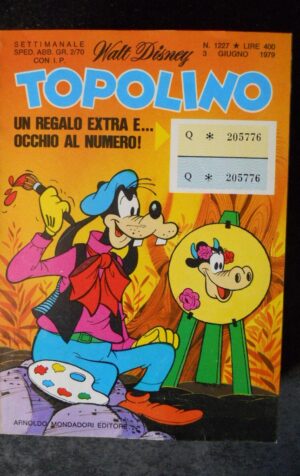 SETTIMANALE
SPED. ABB. GR. 2/70
CON I.P.
Walt Disney
N. 1227 ★ LIRE 400
3 GIUGNO 1979
TOPOLINO
UN REGALO EXTRA E...
OCCHIO AL NUMERO!
Q * 205776
Q * 205776
ARNOLDO MONDADORI EDITORE